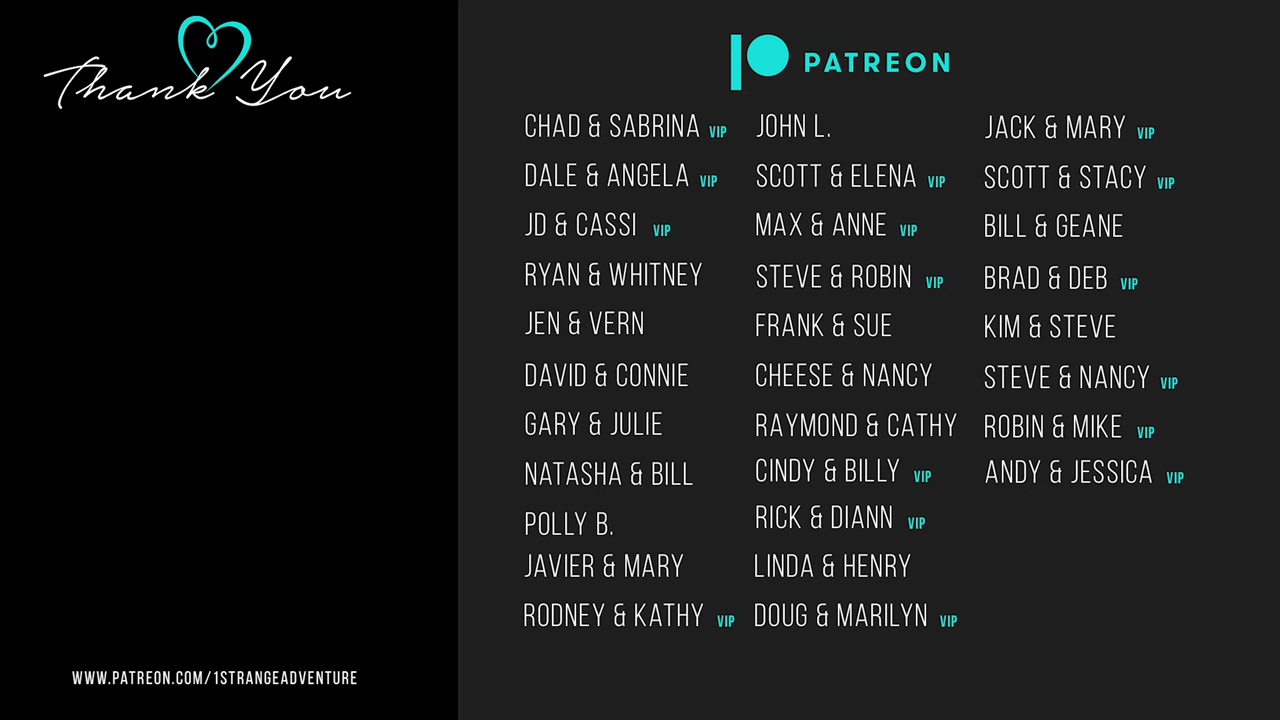 Thank You
WWW.PATREON.COM/1STRANGEADVENTURE
PATREON
CHAD & SABRINA VIP
DALE & ANGELA VIP
JD & CASSI VIP
RYAN & WHITNEY
JEN & VERN
DAVID & CONNIE
GARY & JULIE
NATASHA & BILL
POLLY B.
JAVIER & MARY
RODNEY & KATHY VIP
JOHN L.
SCOTT & ELENA VIP
MAX & ANNE VIP
STEVE & ROBIN VIP
FRANK & SUE
CHEESE & NANCY
RAYMOND & CATHY
CINDY & BILLY VIP
RICK & DIANN VIP
LINDA & HENRY
DOUG & MARILYN VIP
JACK & MARY VIP
SCOTT & STACY VIP
BILL & GEANE
BRAD & DEB VIP
KIM & STEVE
STEVE & NANCY VIP
ROBIN & MIKE VIP
ANDY & JESSICA VIP